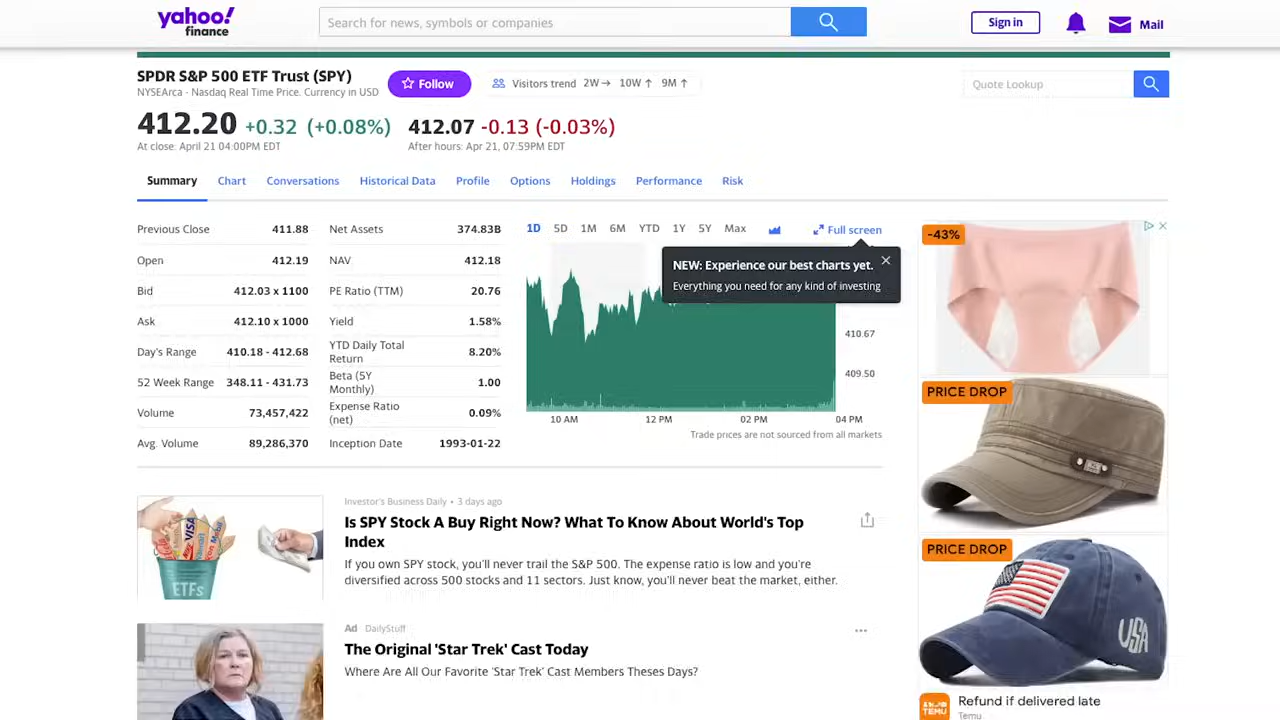 yahoo!
finance
Search for news, symbols or companies
Sign in
Mail
SPDR S&P 500 ETF Trust (SPY)
NYSEArca - Nasdaq Real Time Price. Currency in USD
Follow
Visitors trend 2W→ 10W↑ 9M↑
Quote Lookup
412.20 +0.32 (+0.08%)
At close: April 21 04:00PM EDT
412.07 -0.13 (-0.03%)
After hours: Apr 21, 07:59PM EDT
Summary Chart Conversations Historical Data Profile Options Holdings Performance Risk
Previous Close 411.88
Open 412.19
Bid 412.03 x 1100
Ask 412.10 x 1000
Day's Range 410.18 - 412.68
52 Week Range 348.11 - 431.73
Volume 73,457,422
Avg. Volume 89,286,370
Net Assets 374.83B
NAV 412.18
PE Ratio (TTM) 20.76
Yield 1.58%
YTD Daily Total
Return 8.20%
Beta (5Y
Monthly) 1.00
Expense Ratio
(net) 0.09%
Inception Date 1993-01-22
1D 5D 1M 6M YTD 1Y 5Y Max
Full screen
NEW: Experience our best charts yet.
Everything you need for any kind of investing
410.67
409.50
10 AM 12 PM 02 PM 04 PM
Trade prices are not sourced from all markets
-43%
PRICE DROP
PRICE DROP
USA
Refund if delivered late
TEMU
Temu
VISA
ETFs
Investor's Business Daily • 3 days ago
Is SPY Stock A Buy Right Now? What To Know About World's Top
Index
If you own SPY stock, you'll never trail the S&P 500. The expense ratio is low and you're
diversified across 500 stocks and 11 sectors. Just know, you'll never beat the market, either.
Ad DailyStuff
The Original 'Star Trek' Cast Today
Where Are All Our Favorite 'Star Trek' Cast Members Theses Days?